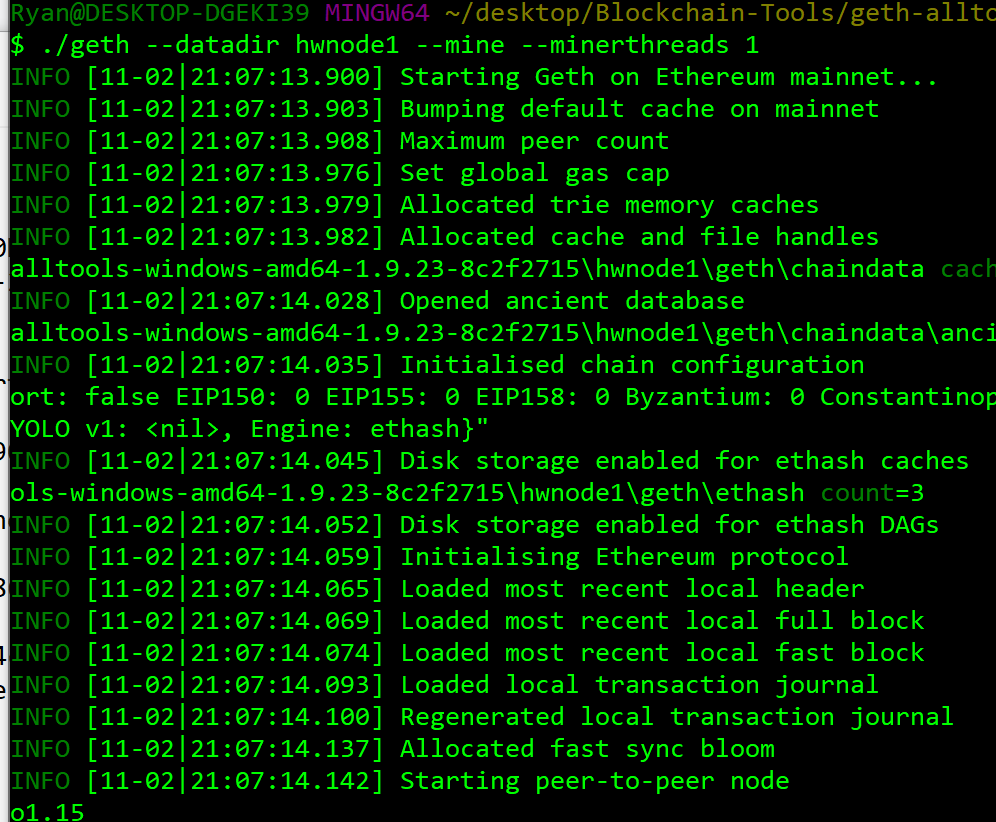 Ryan@DESKTOP-DGEKI39 MINGW64 ~/desktop/Blockchain-Tools/geth-allto
$ ./geth --datadir hwnode1 --mine --minerthreads 1
INFO [11-02|21:07:13.900] Starting Geth on Ethereum mainnet...
INFO [11-02|21:07:13.903] Bumping default cache on mainnet
INFO [11-02|21:07:13.908] Maximum peer count
INFO [11-02|21:07:13.976] Set global gas cap
INFO [11-02|21:07:13.979] Allocated trie memory caches
INFO [11-02|21:07:13.982] Allocated cache and file handles
alltools-windows-amd64-1.9.23-8c2f2715\hwnode1\geth\chaindata cach
INFO [11-02|21:07:14.028] Opened ancient database
alltools-windows-amd64-1.9.23-8c2f2715\hwnode1\geth\chaindata\anci
INFO [11-02|21:07:14.035] Initialised chain configuration
ort: false EIP150: 0 EIP155: 0 EIP158: 0 Byzantium: 0 Constantinop
YOLO v1: <nil>, Engine: ethash}"
INFO [11-02|21:07:14.045] Disk storage enabled for ethash caches
ols-windows-amd64-1.9.23-8c2f2715\hwnode1\geth\ethash count=3
INFO [11-02|21:07:14.052] Disk storage enabled for ethash DAGs
INFO [11-02|21:07:14.059] Initialising Ethereum protocol
INFO [11-02|21:07:14.065] Loaded most recent local header
INFO [11-02|21:07:14.069] Loaded most recent local full block
INFO [11-02|21:07:14.074] Loaded most recent local fast block
INFO [11-02|21:07:14.093] Loaded local transaction journal
INFO [11-02|21:07:14.100] Regenerated local transaction journal
INFO [11-02|21:07:14.137] Allocated fast sync bloom
INFO [11-02|21:07:14.142] Starting peer-to-peer node
o1.15